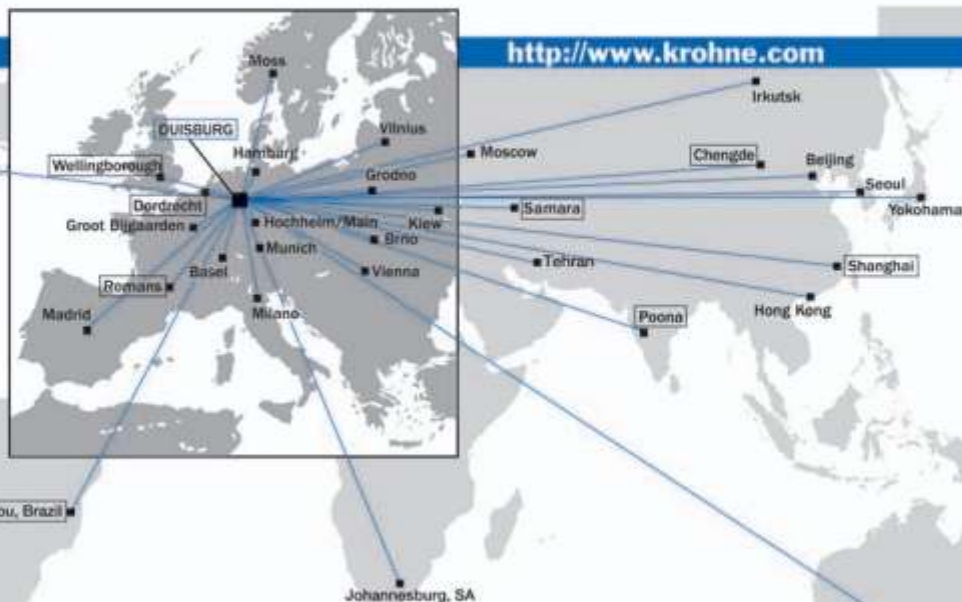 http://www.krohne.com
Moss
Irkutsk
DUISBURG
Vilnius
Hamburg
Moscow
Chengde
Beijing
Wellingborough
Grodno
Seoul
Dordrecht
Samara
Yokohama
Groot Bijgaarden
Hochheim/Main
Kiew
Brno
Munich
Basel
Vienna
Tehran
Shanghai
Romans
Madrid
Milano
Poona
Hong Kong
ou, Brazil
Johannesburg, SA